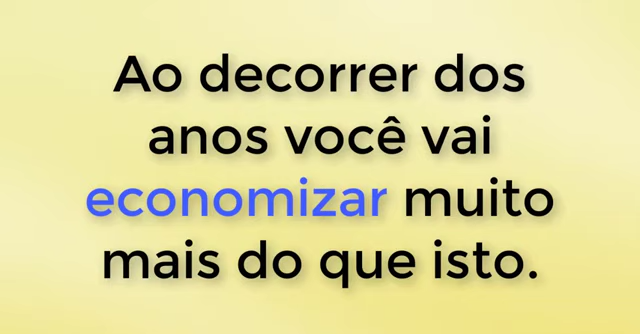 Ao decorrer dos
anos você vai
economizar muito
mais do que isto.